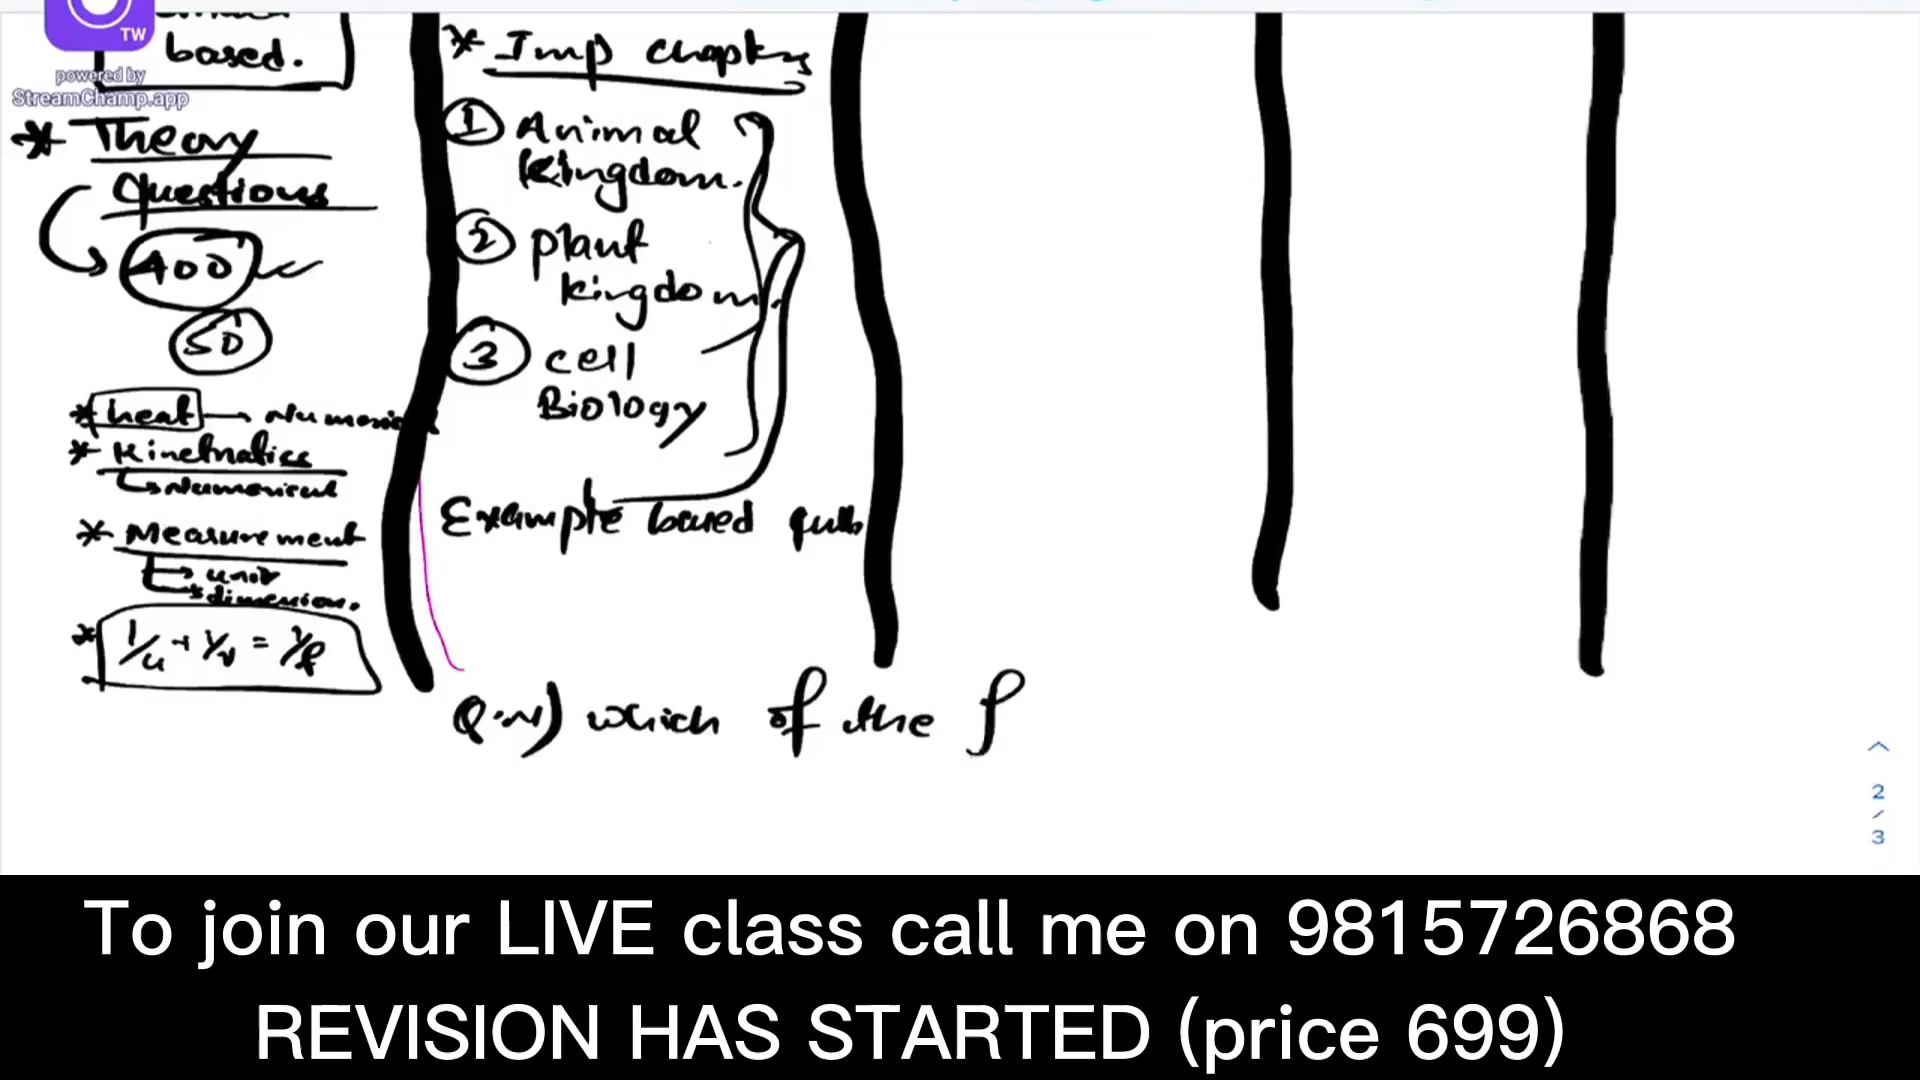 TW
based.
powered by
StreamChamp.app
* Theory
Questions
400
50
* heat → Numeric
* Kinematics
↳ Numerical
* Measurement
→ unit
→ dimension.
* 1/u + 1/v = 1/f
* Imp chapters
① Animal
kingdom.
② plant
kingdom.
③ cell
Biology
Example based
Q.N) which of the f
2
/
3
To join our LIVE class call me on 9815726868
REVISION HAS STARTED (price 699)